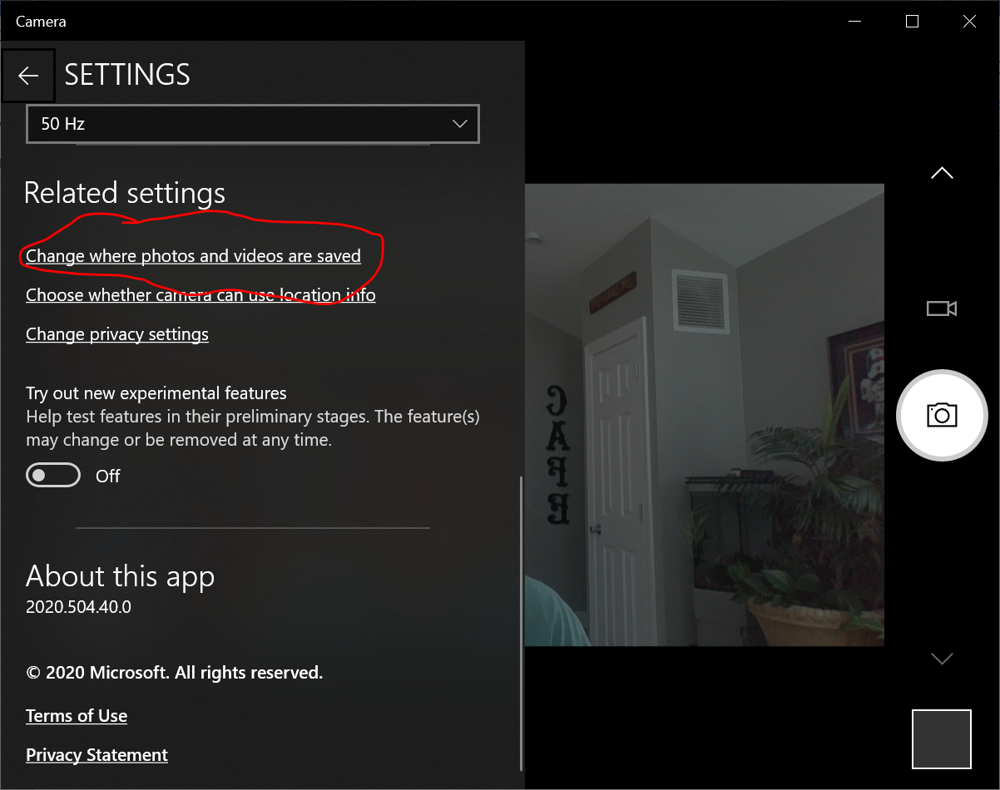 Camera
SETTINGS
50 Hz
Related settings
Change where photos and videos are saved
Choose whether camera can use location info
Change privacy settings
Try out new experimental features
Help test features in their preliminary stages. The feature(s)
may change or be removed at any time.
Off
About this app
2020.504.40.0
© 2020 Microsoft. All rights reserved.
Terms of Use
Privacy Statement
CAFE